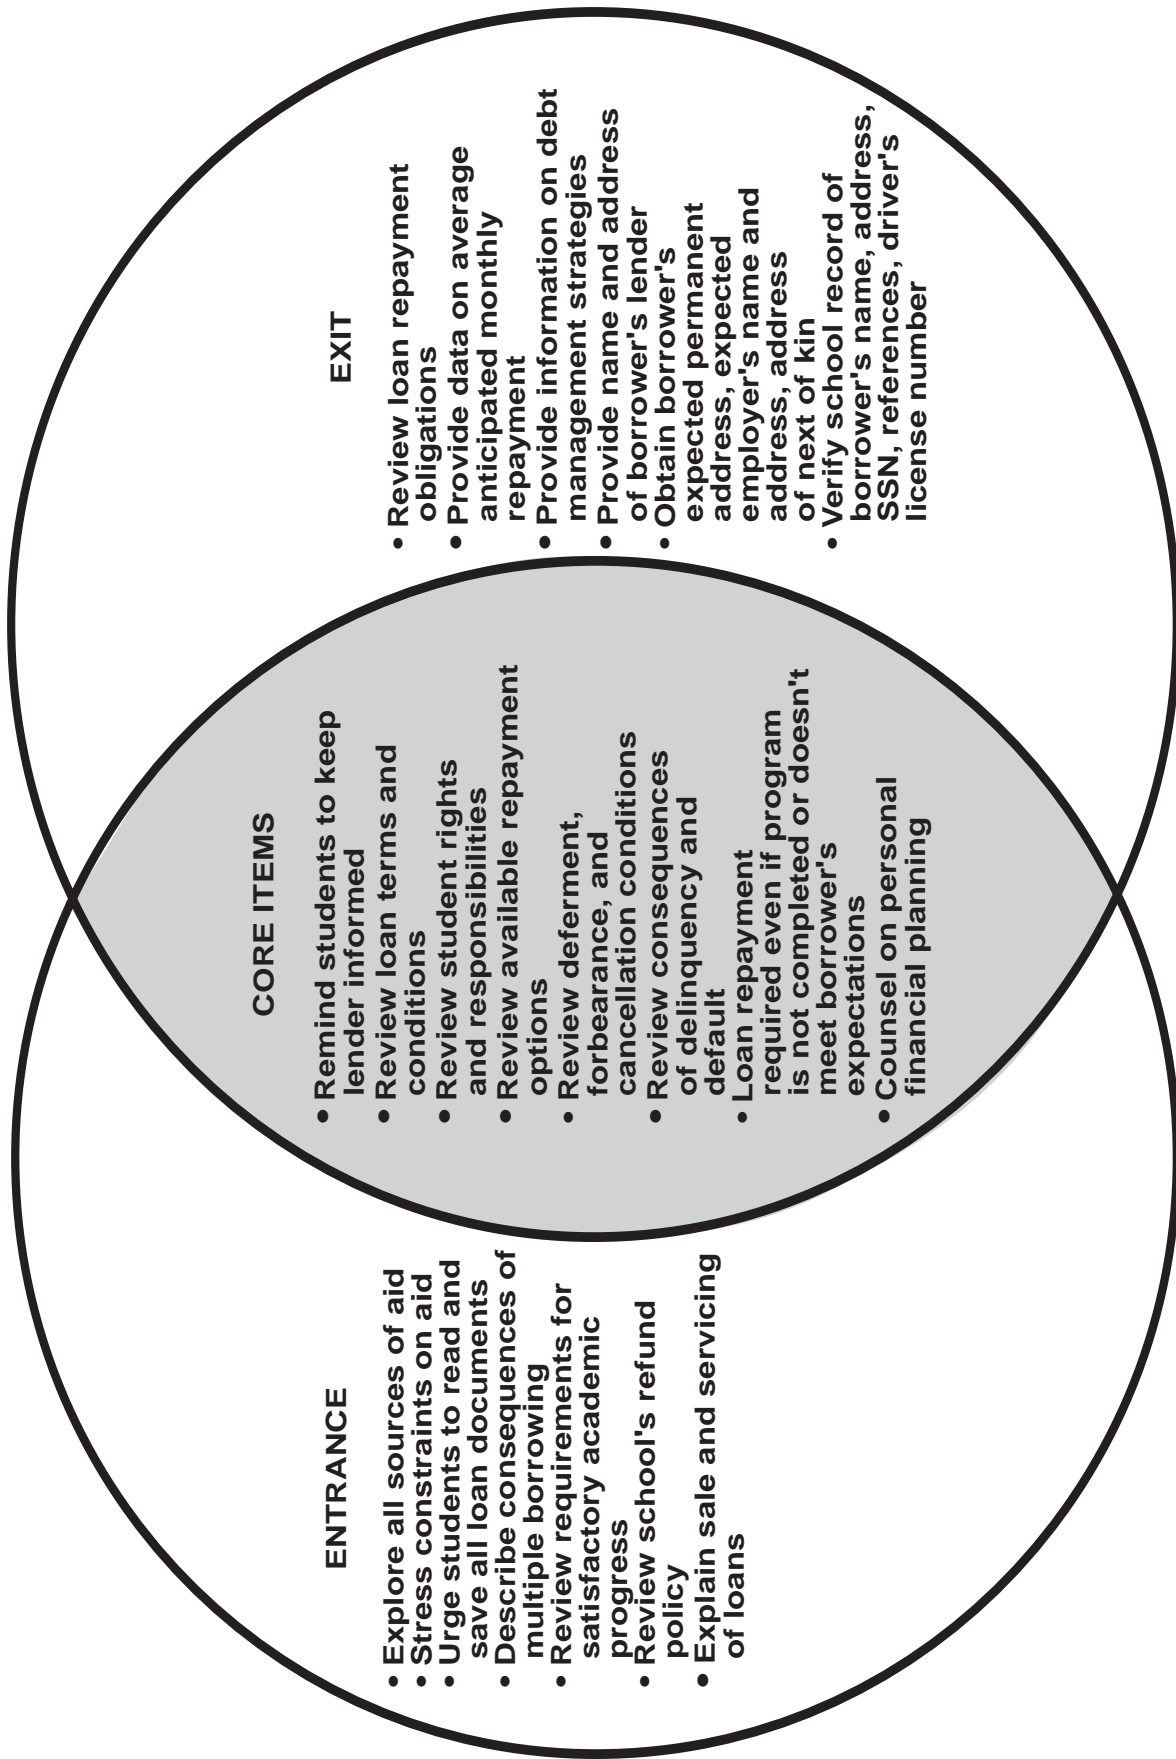 ENTRANCE
• Explore all sources of aid
• Stress constraints on aid
• Urge students to read and
save all loan documents
• Describe consequences of
multiple borrowing
• Review requirements for
satisfactory academic
progress
• Review school's refund
policy
• Explain sale and servicing
of loans
CORE ITEMS
• Remind students to keep
lender informed
• Review loan terms and
conditions
• Review student rights
and responsibilities
• Review available repayment
options
• Review deferment,
forbearance, and
cancellation conditions
• Review consequences
of delinquency and
default
• Loan repayment
required even if program
is not completed or doesn't
meet borrower's
expectations
• Counsel on personal
financial planning
EXIT
• Review loan repayment
obligations
• Provide data on average
anticipated monthly
repayment
• Provide information on debt
management strategies
• Provide name and address
of borrower's lender
• Obtain borrower's
expected permanent
address, expected
employer's name and
address, address
of next of kin
• Verify school record of
borrower's name, address,
SSN, references, driver's
license number